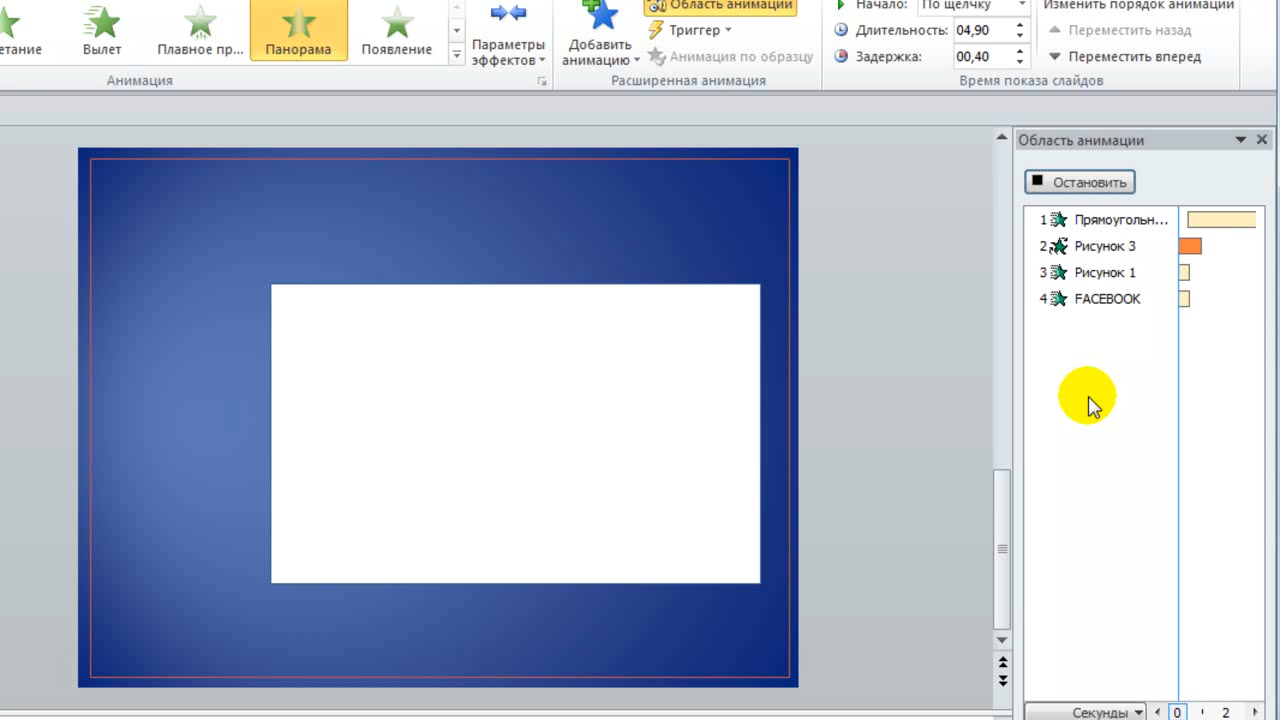 Область анимации
Начало: По щелчку
Изменить порядок анимации
етание
Вылет
Плавное пр...
Панорама
Появление
Параметры
эффектов
Добавить
анимацию
Триггер
Анимация по образцу
Длительность: 04,90
Задержка: 00,40
Переместить назад
Переместить вперед
Анимация
Расширенная анимация
Время показа слайдов
Область анимации
Остановить
1 Прямоугольн...
2 Рисунок 3
3 Рисунок 1
4 FACEBOOK
Секунды 0 2